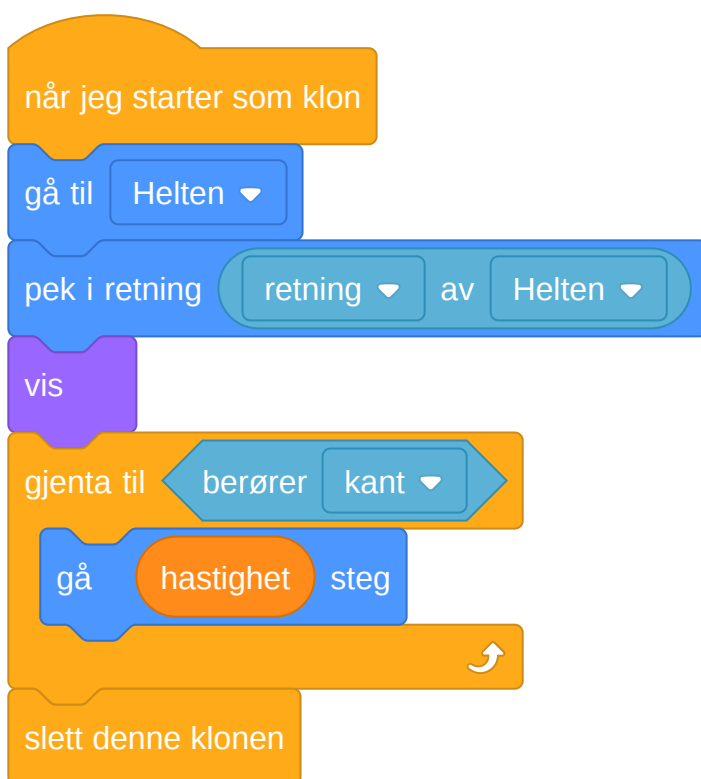 når jeg starter som klon
gå til Helten
pek i retning retning av Helten
vis
gjenta til berører kant
gå hastighet steg
slett denne klonen